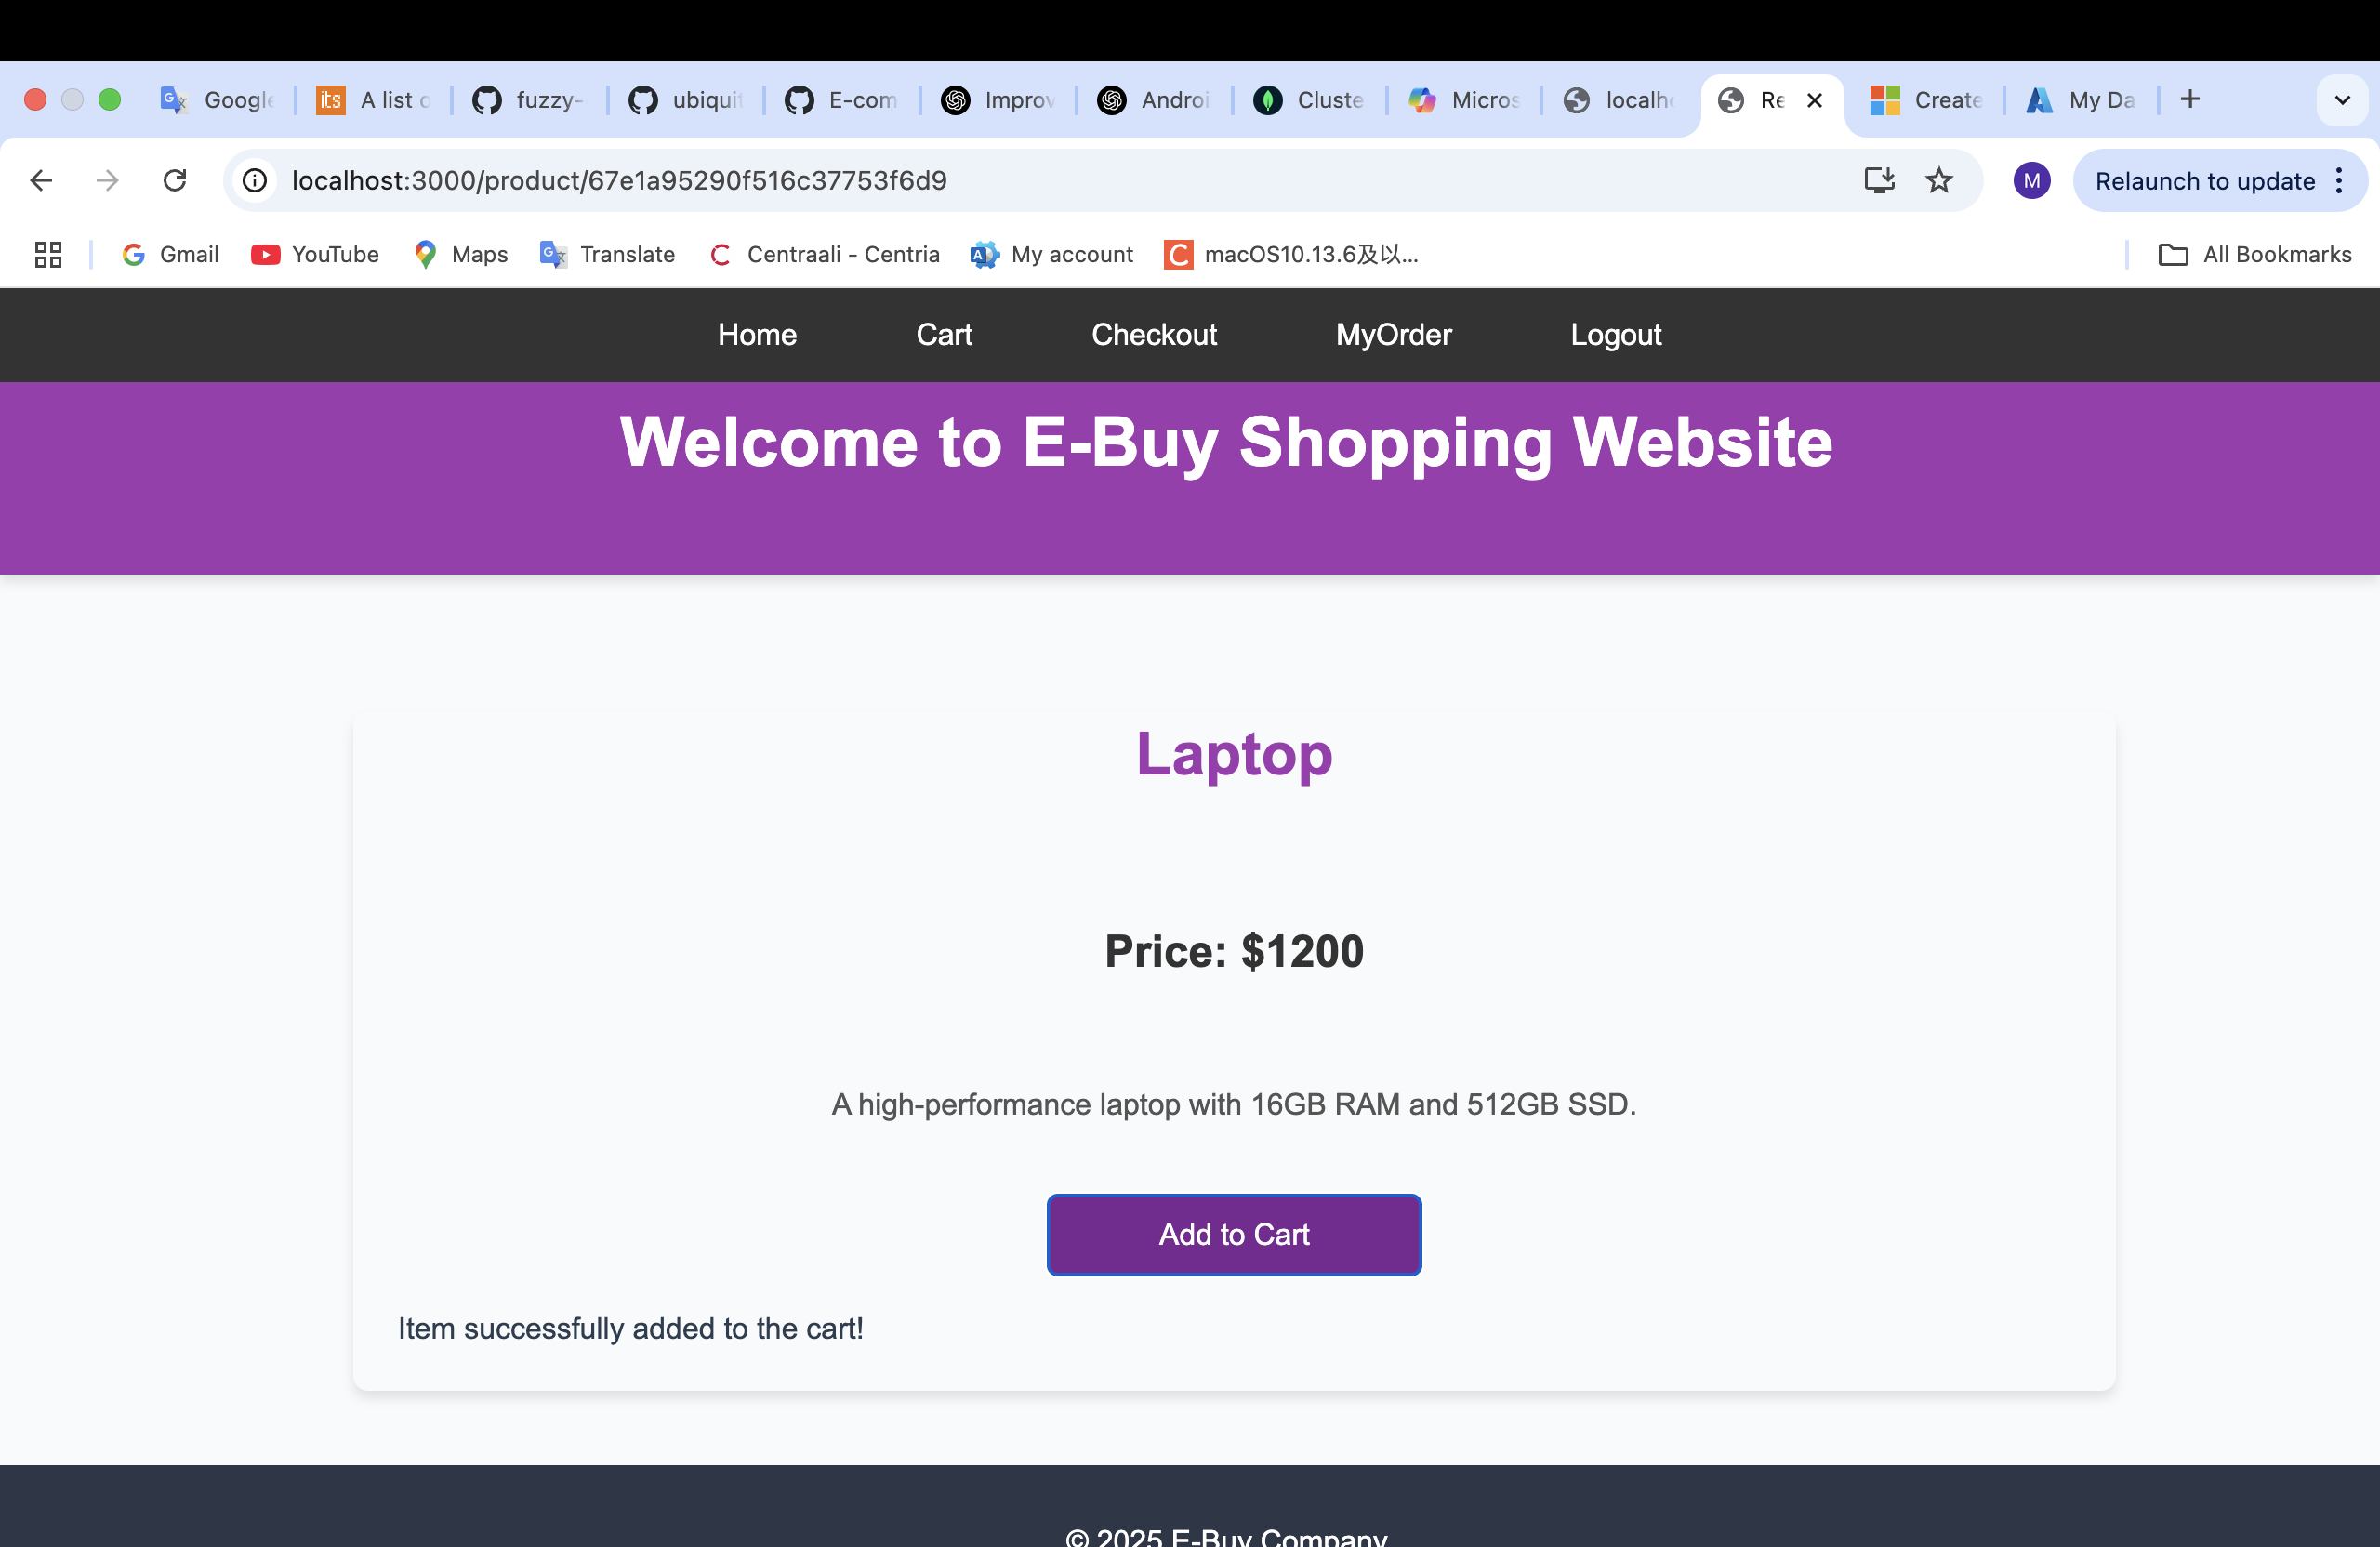 Google
A list o
fuzzy-
ubiquit
E-com
Improv
Androi
Cluste
Micros
localho
Re
Create
My Da
localhost:3000/product/67e1a95290f516c37753f6d9
M
Relaunch to update
Gmail
YouTube
Maps
Translate
Centraali - Centria
My account
macOS10.13.6及以...
All Bookmarks
Home
Cart
Checkout
MyOrder
Logout
Welcome to E-Buy Shopping Website
Laptop
Price: $1200
A high-performance laptop with 16GB RAM and 512GB SSD.
Add to Cart
Item successfully added to the cart!
© 2025 E-Buy Company